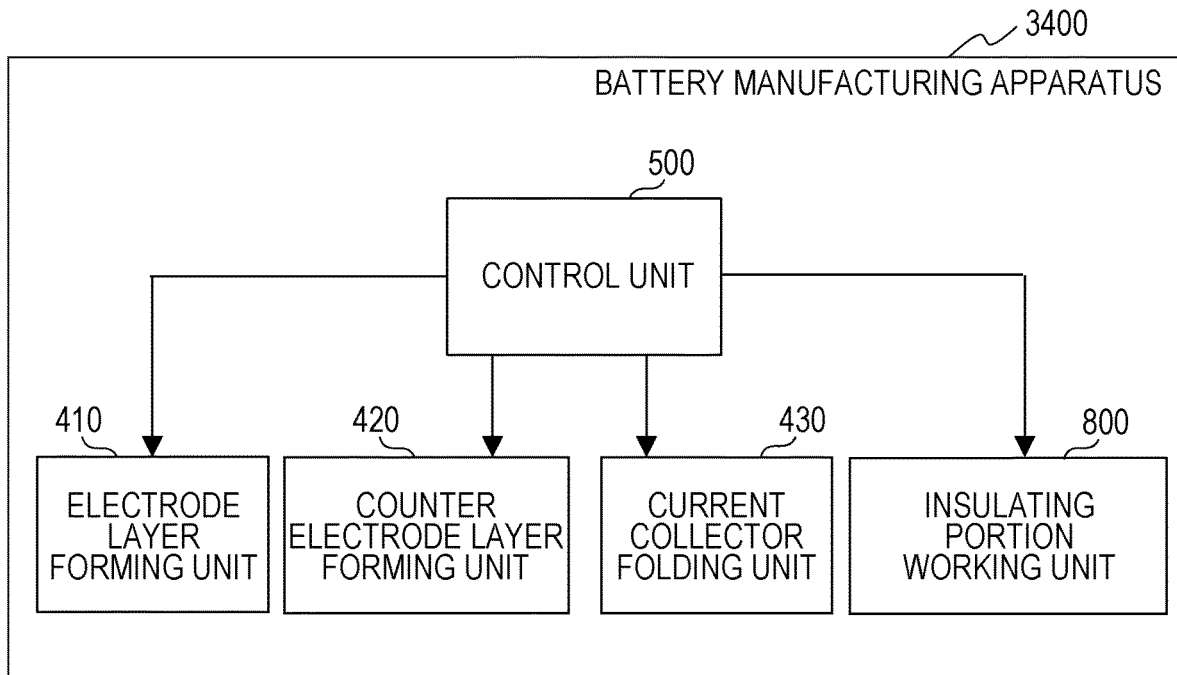 3400
BATTERY MANUFACTURING APPARATUS
500
CONTROL UNIT
410
ELECTRODE
LAYER
FORMING UNIT
420
COUNTER
ELECTRODE LAYER
FORMING UNIT
430
CURRENT
COLLECTOR
FOLDING UNIT
800
INSULATING
PORTION
WORKING UNIT